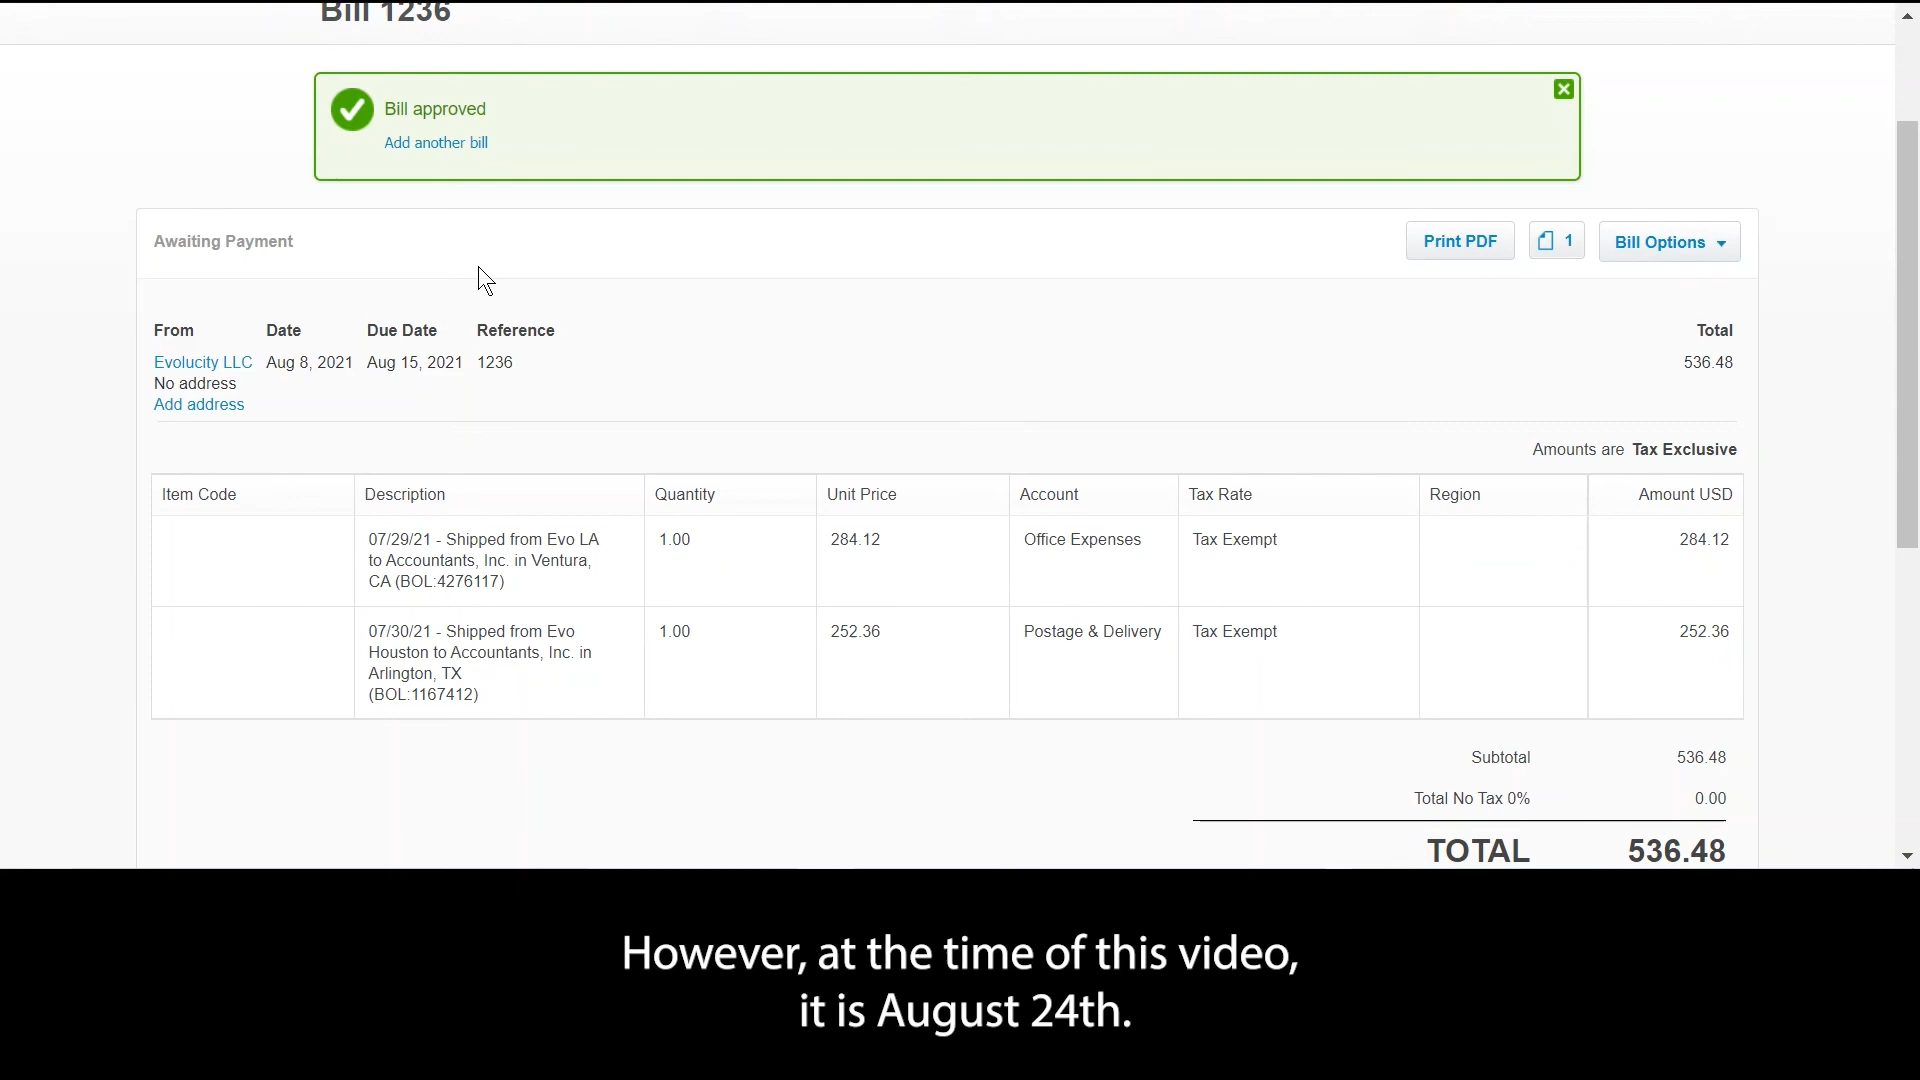 Bill 1236
Bill approved
Add another bill
Awaiting Payment
Print PDF
1
Bill Options
From Date Due Date Reference Total
Evolucity LLC Aug 8, 2021 Aug 15, 2021 1236 536.48
No address
Add address
Amounts are Tax Exclusive
Item Code Description Quantity Unit Price Account Tax Rate Region Amount USD
07/29/21 - Shipped from Evo LA 1.00 284.12 Office Expenses Tax Exempt 284.12
to Accountants, Inc. in Ventura,
CA (BOL:4276117)
07/30/21 - Shipped from Evo 1.00 252.36 Postage & Delivery Tax Exempt 252.36
Houston to Accountants, Inc. in
Arlington, TX
(BOL:1167412)
Subtotal 536.48
Total No Tax 0% 0.00
TOTAL 536.48
However, at the time of this video,
it is August 24th.